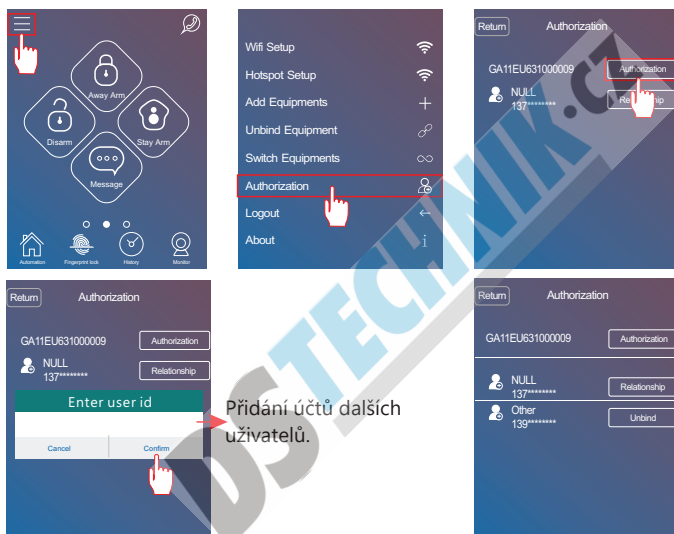 Away Arm
Disarm
Stay Arm
Message
Automation
Fingerprint lock
History
Monitor
Wifi Setup
Hotspot Setup
Add Equipments
Unbind Equipment
Switch Equipments
Authorization
Logout
About
Return
Authorization
GA11EU631000009
Authorization
NULL
137********
Return
Authorization
GA11EU631000009
Authorization
NULL
137********
Relationship
Enter user id
Cancel
Confirm
Přidání účtů dalších
uživatelů.
Return
Authorization
GA11EU631000009
Authorization
NULL
137********
Relationship
Other
139********
Unbind
DSTECHNIK.CZ